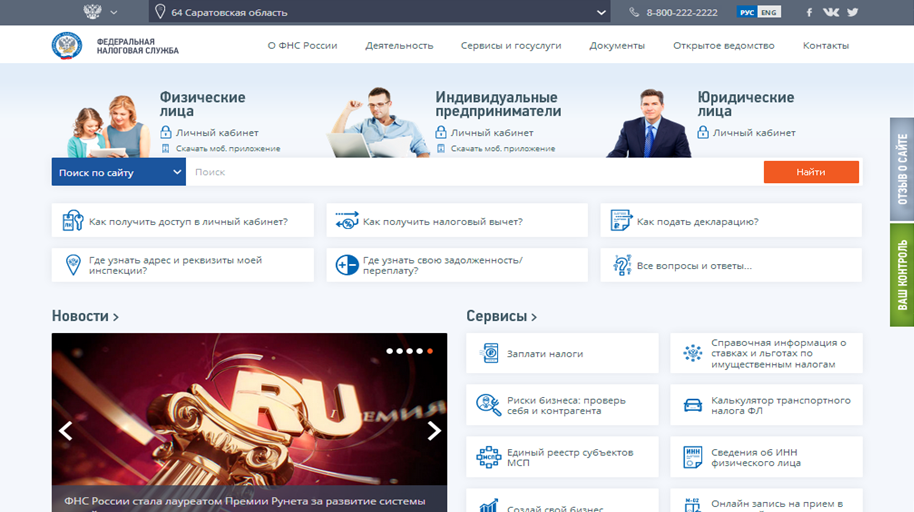 64 Саратовская область
8-800-222-2222
РУС ENG
ФЕДЕРАЛЬНАЯ
НАЛОГОВАЯ СЛУЖБА
О ФНС России
Деятельность
Сервисы и госуслуги
Документы
Открытое ведомство
Контакты
Физические
лица
Личный кабинет
Скачать моб. приложение
Индивидуальные
предприниматели
Личный кабинет
Скачать моб. приложение
Юридические
лица
Личный кабинет
Поиск по сайту
Поиск
Найти
ОТЗЫВ О САЙТЕ
ВАШ КОНТРОЛЬ
Как получить доступ в личный кабинет?
Как получить налоговый вычет?
Как подать декларацию?
Где узнать адрес и реквизиты моей
инспекции?
Где узнать свою задолженность/
переплату?
Все вопросы и ответы...
Новости >
RU
ПРЕМИЯ РУНЕТА
ФНС России стала лауреатом Премии Рунета за развитие системы
Сервисы >
Заплати налоги
Справочная информация о
ставках и льготах по
имущественным налогам
Риски бизнеса: проверь
себя и контрагента
Калькулятор транспортного
налога ФЛ
МСП
Единый реестр субъектов
МСП
ИНН
Сведения об ИНН
физического лица
Создай свой бизнес
Онлайн запись на прием в